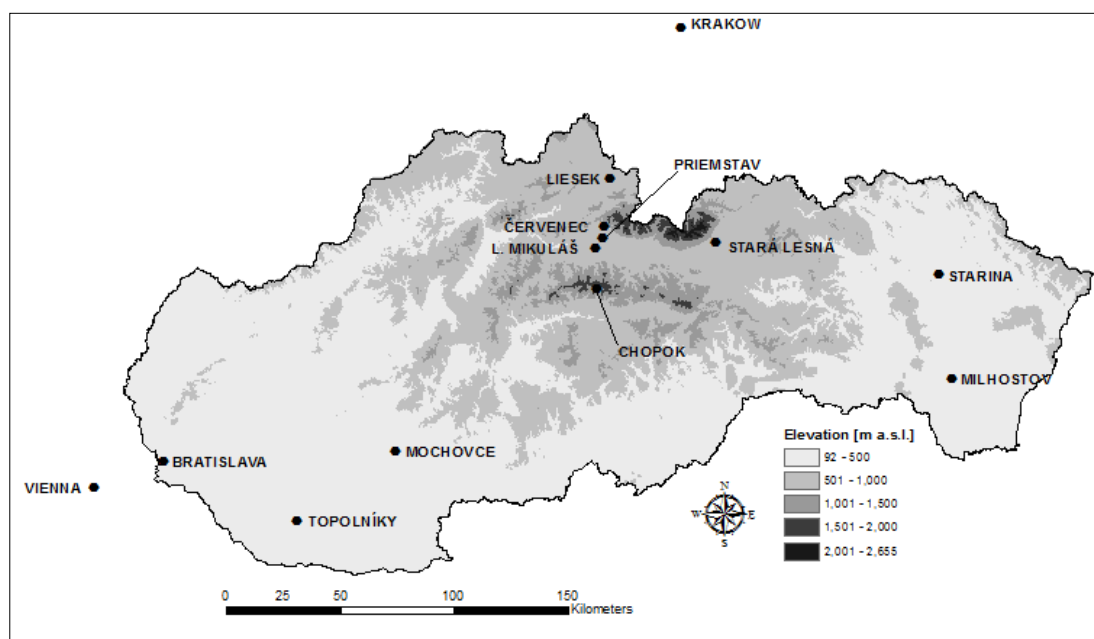 KRAKOW
PRIEMSTAV
LIESEK
ČERVENEC
L. MIKULÁŠ
STARÁ LESNÁ
STARINA
CHOPOK
MILHOSTOV
MOCHOVCE
BRATISLAVA
VIENNA
TOPOLNÍKY
Elevation [m a.s.l.]
92 - 500
501 - 1,000
1,001 - 1,500
1,501 - 2,000
2,001 - 2,655
N
W E
S
0 25 50 100 150
Kilometers